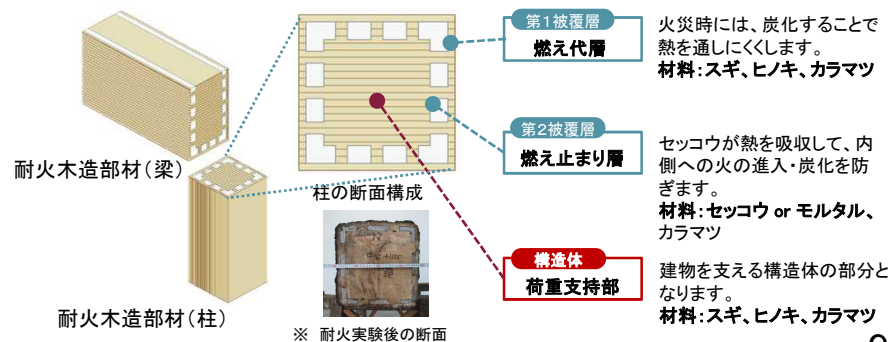 耐火木造部材(梁)
耐火木造部材(柱)
柱の断面構成
※ 耐火実験後の断面
第1被覆層
燃え代層
火災時には、炭化することで
熱を通しにくくします。
材料:スギ、ヒノキ、カラマツ
第2被覆層
燃え止まり層
セッコウが熱を吸収して、内
側への火の進入・炭化を防
ぎます。
材料:セッコウ or モルタル、
カラマツ
構造体
荷重支持部
建物を支える構造体の部分と
なります。
材料:スギ、ヒノキ、カラマツ